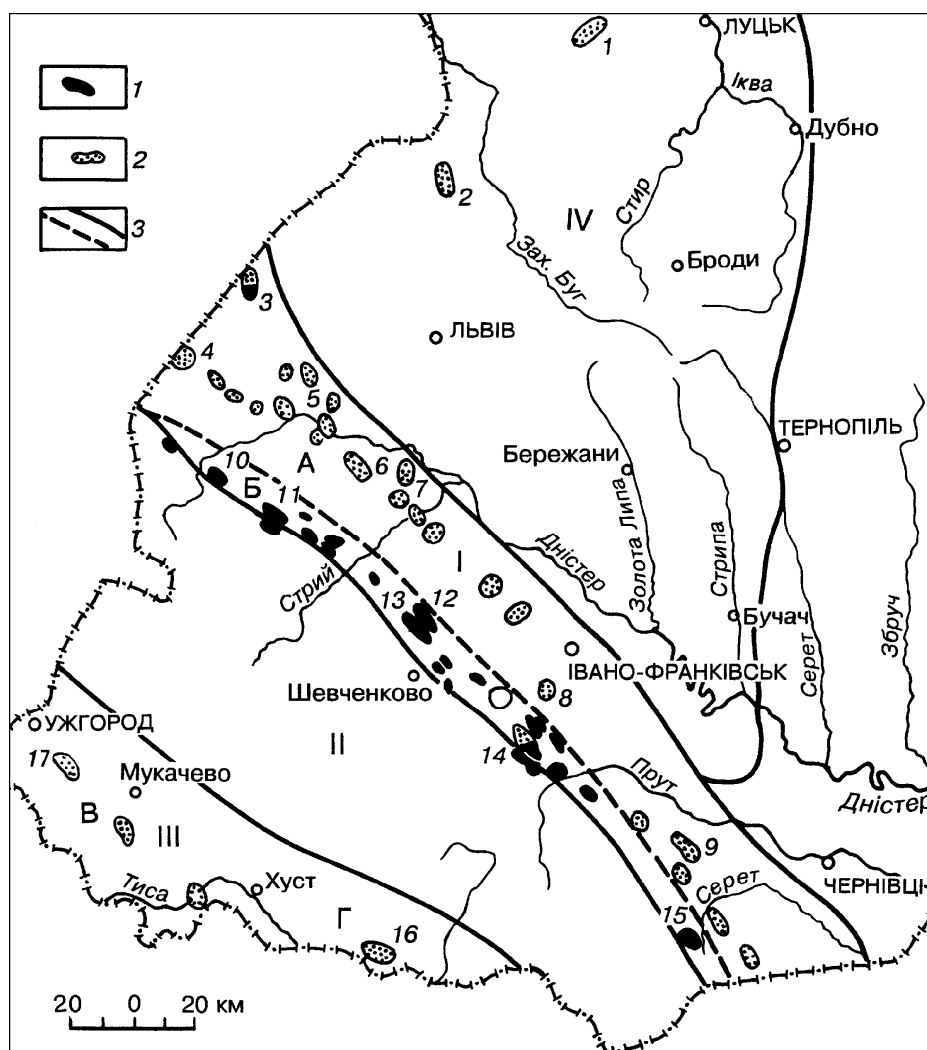 1
ЛУЦЬК
1
Іква
Дубно
2
2
Стир
IV
3
Зах. Буг
Броди
3
ЛЬВІВ
4
5
ТЕРНОПІЛЬ
10
А
6
Бережани
7
Б
11
Золота Липа
Стрипа
Дністер
І
Стрий
13
12
Бучач
Серет
Збруч
ІВАНО-ФРАНКІВСЬК
Шевченково
8
УЖГОРОД
ІІ
14
17
Мукачево
Прут
Дністер
В
ІІІ
9
ЧЕРНІВЦІ
Тиса
Хуст
Серет
Г
15
16
20 0 20 км